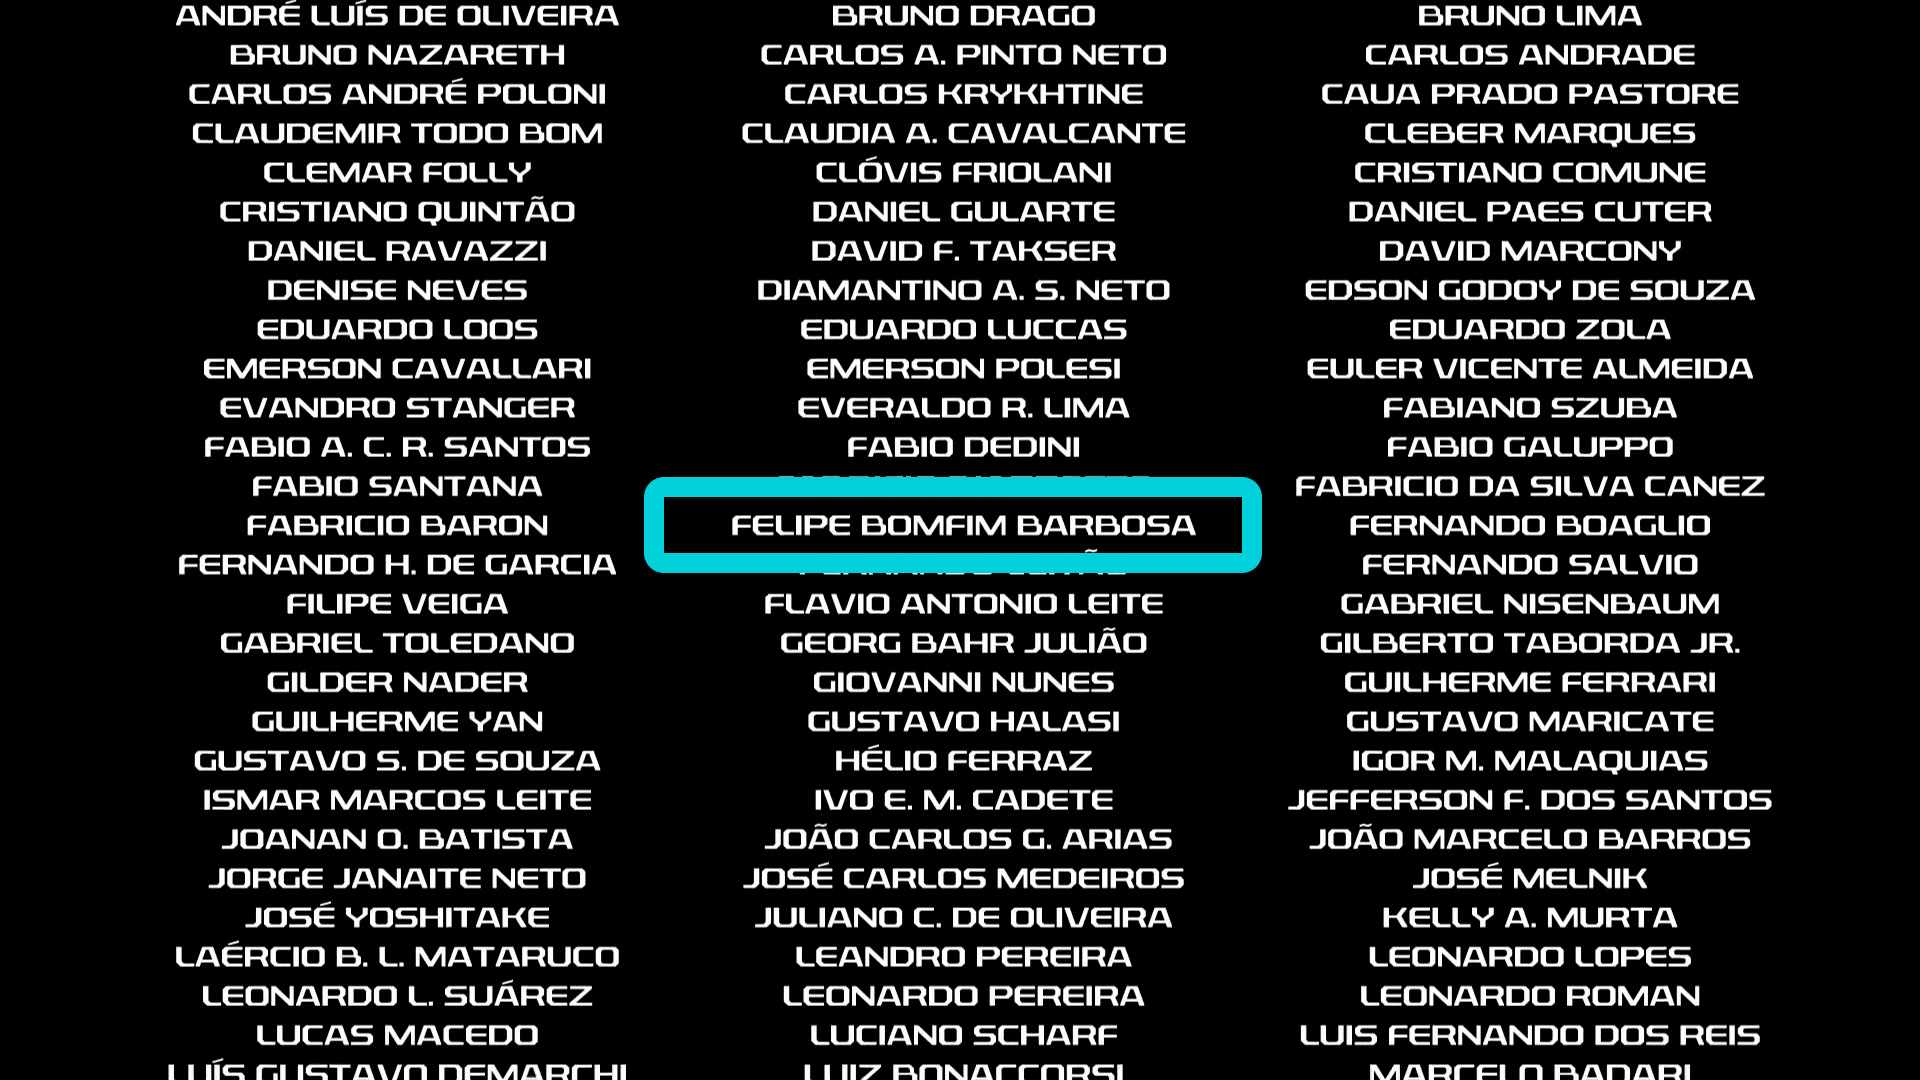 ANDRÉ LUÍS DE OLIVEIRA BRUNO DRAGO BRUNO LIMA
BRUNO NAZARETH CARLOS A. PINTO NETO CARLOS ANDRADE
CARLOS ANDRÉ POLONI CARLOS KRYKHTINE CAUA PRADO PASTORE
CLAUDEMIR TODO BOM CLAUDIA A. CAVALCANTE CLEBER MARQUES
CLEMAR FOLLY CLÓVIS FRIOLANI CRISTIANO COMUNE
CRISTIANO QUINTÃO DANIEL GULARTE DANIEL PAES CUTER
DANIEL RAVAZZI DAVID F. TAKSER DAVID MARCONY
DENISE NEVES DIAMANTINO A. S. NETO EDSON GODOY DE SOUZA
EDUARDO LOOS EDUARDO LUCCAS EDUARDO ZOLA
EMERSON CAVALLARI EMERSON POLESI EULER VICENTE ALMEIDA
EVANDRO STANGER EVERALDO R. LIMA FABIANO SZUBA
FABIO A. C. R. SANTOS FABIO DEDINI FABIO GALUPPO
FABIO SANTANA FABRICIO DA SILVA CANEZ
FABRICIO BARON FELIPE BOMFIM BARBOSA FERNANDO BOAGLIO
FERNANDO H. DE GARCIA FERNANDO SALVIO
FILIPE VEIGA FLAVIO ANTONIO LEITE GABRIEL NISENBAUM
GABRIEL TOLEDANO GEORG BAHR JULIÃO GILBERTO TABORDA JR.
GILDER NADER GIOVANNI NUNES GUILHERME FERRARI
GUILHERME YAN GUSTAVO HALASI GUSTAVO MARICATE
GUSTAVO S. DE SOUZA HÉLIO FERRAZ IGOR M. MALAQUIAS
ISMAR MARCOS LEITE IVO E. M. CADETE JEFFERSON F. DOS SANTOS
JOANAN O. BATISTA JOÃO CARLOS G. ARIAS JOÃO MARCELO BARROS
JORGE JANAITE NETO JOSÉ CARLOS MEDEIROS JOSÉ MELNIK
JOSÉ YOSHITAKE JULIANO C. DE OLIVEIRA KELLY A. MURTA
LAÉRCIO B. L. MATARUCO LEANDRO PEREIRA LEONARDO LOPES
LEONARDO L. SUÁREZ LEONARDO PEREIRA LEONARDO ROMAN
LUCAS MACEDO LUCIANO SCHARF LUIS FERNANDO DOS REIS
LUÍS GUSTAVO DEMARCHI LUIZ BONACCORSI MARCELO BADARI